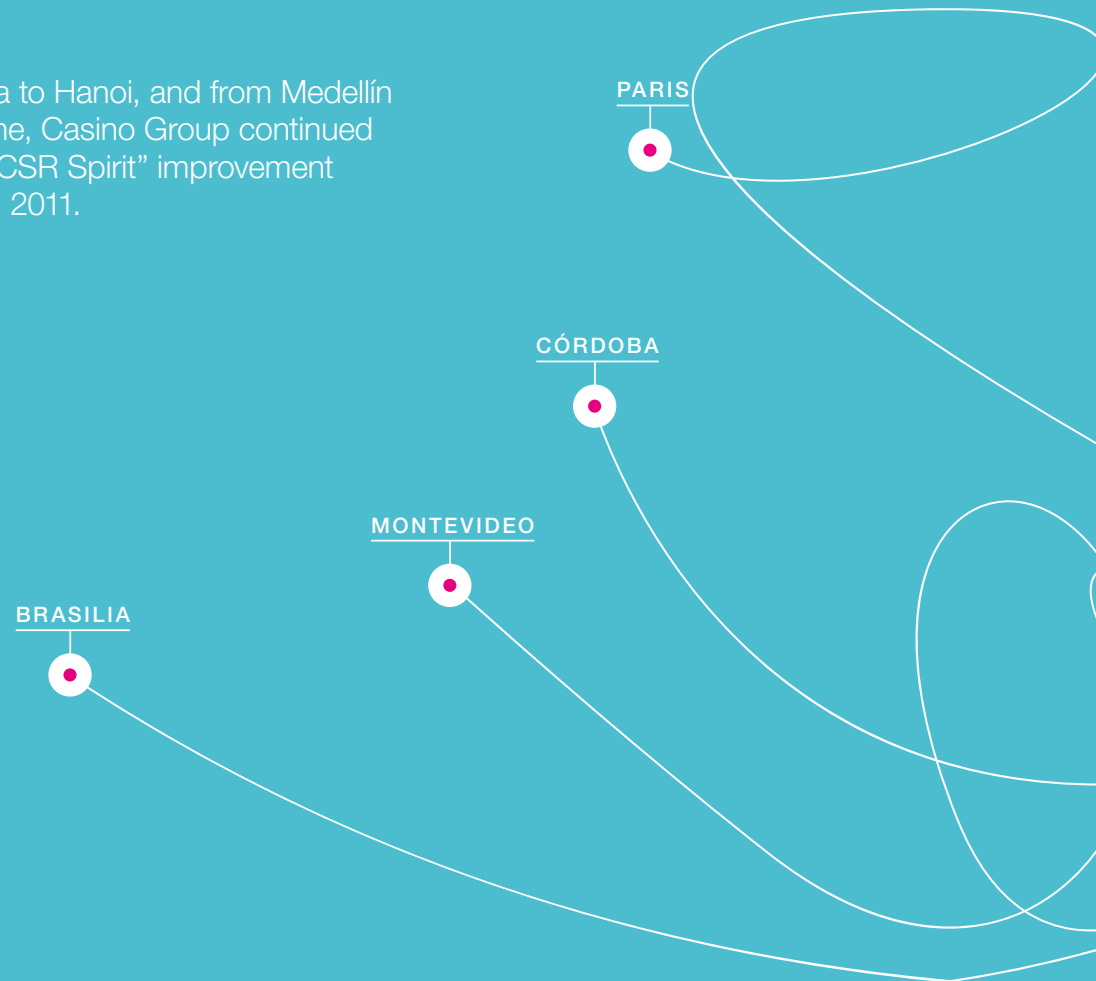 a to Hanoi, and from Medellín
ne, Casino Group continued
CSR Spirit” improvement
2011.
PARIS
CÓRDOBA
MONTEVIDEO
BRASILIA